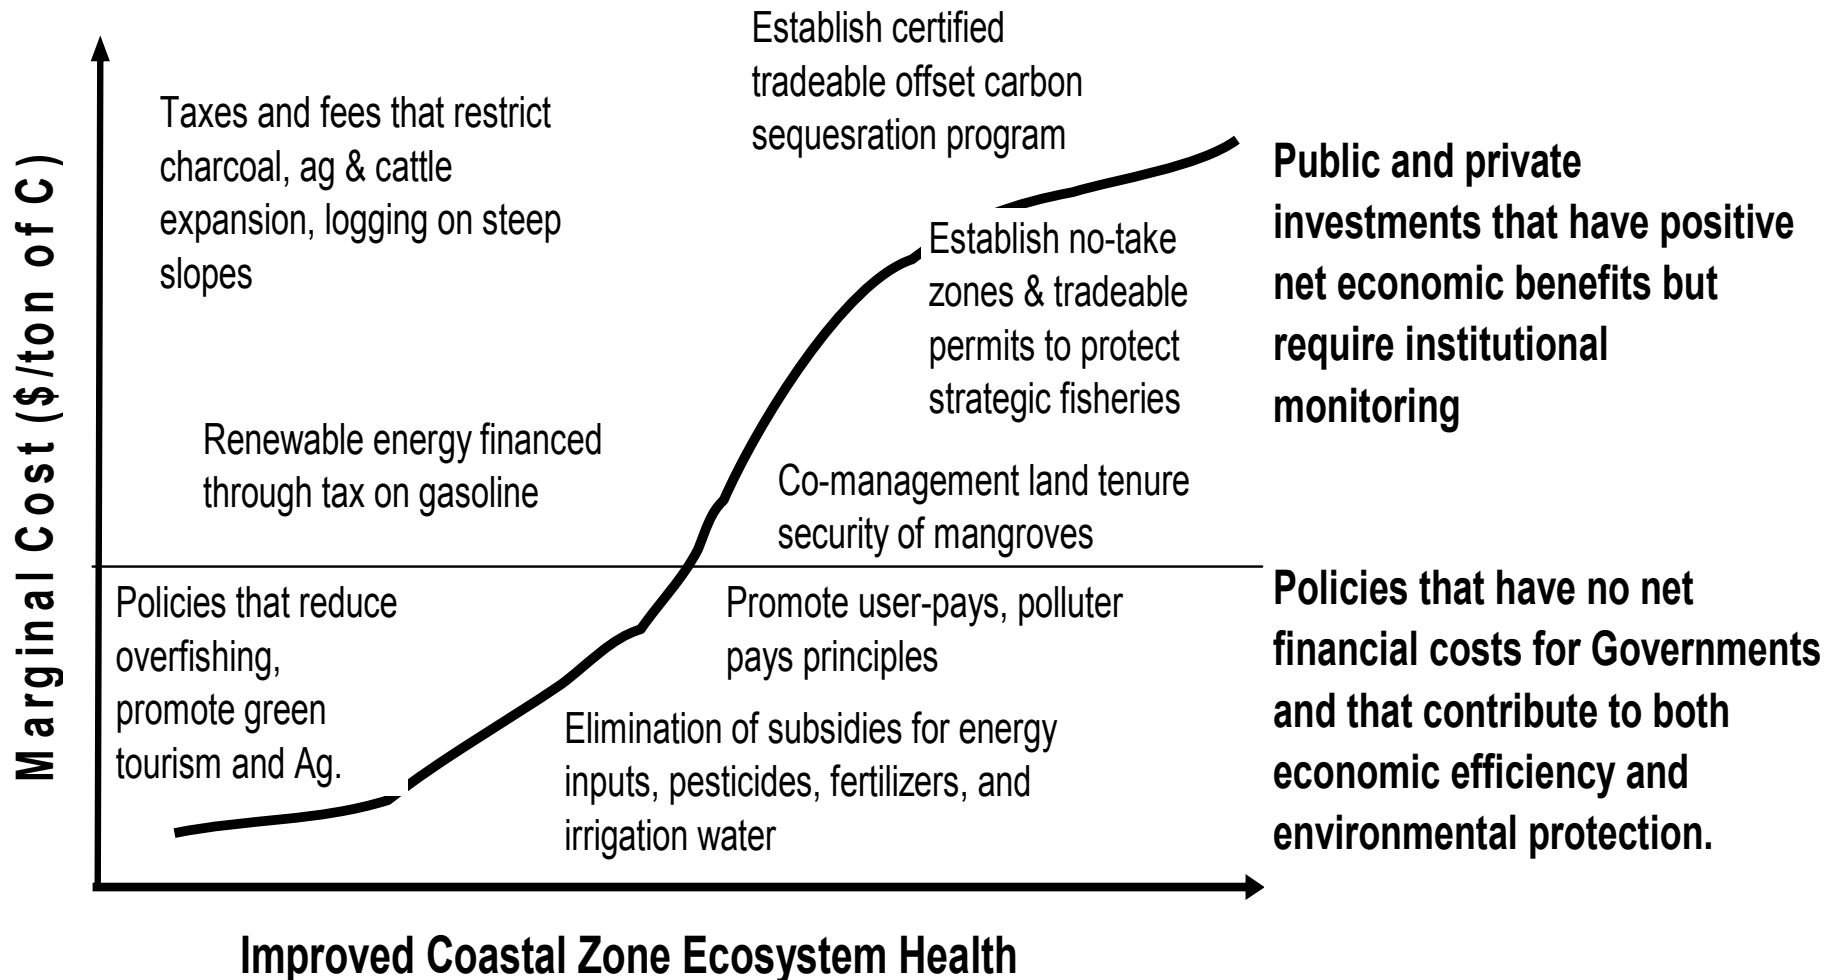 Establish certified
tradeable offset carbon
sequesration program
Taxes and fees that restrict
charcoal, ag & cattle
expansion, logging on steep
slopes
Public and private
investments that have positive
net economic benefits but
require institutional
monitoring
Establish no-take
zones & tradeable
permits to protect
strategic fisheries
Renewable energy financed
through tax on gasoline
Co-management land tenure
security of mangroves
Marginal Cost ($/ton of C)
Policies that reduce
overfishing,
promote green
tourism and Ag.
Promote user-pays, polluter
pays principles
Elimination of subsidies for energy
inputs, pesticides, fertilizers, and
irrigation water
Policies that have no net
financial costs for Governments
and that contribute to both
economic efficiency and
environmental protection.
Improved Coastal Zone Ecosystem Health